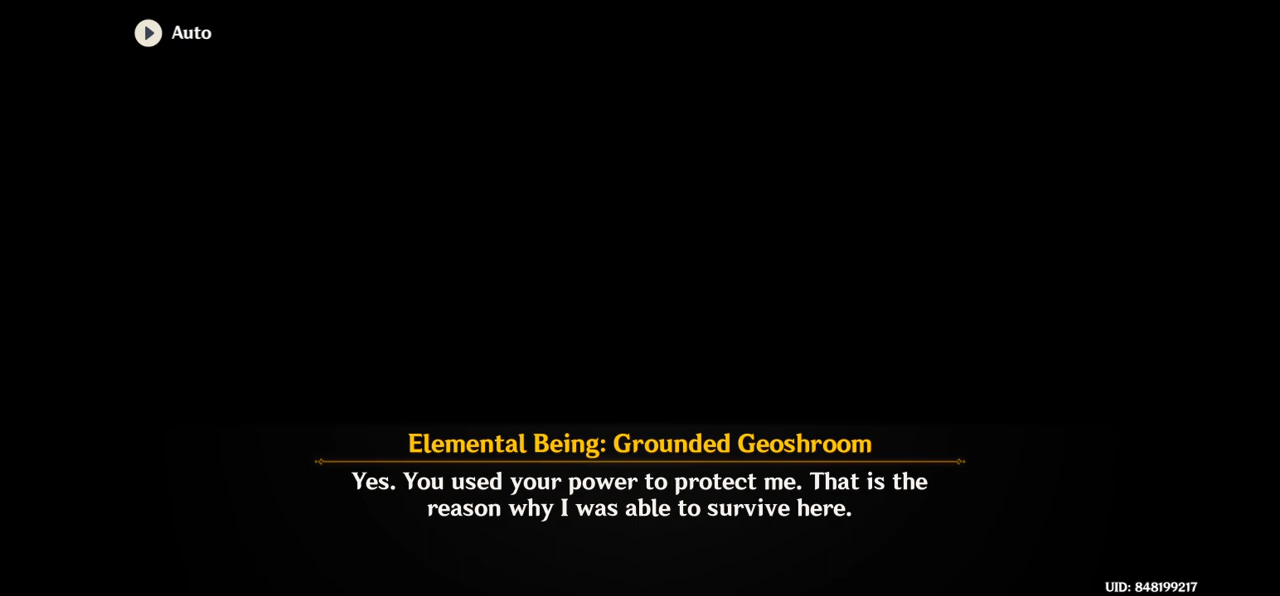 Auto
Elemental Being: Grounded Geoshroom
Yes. You used your power to protect me. That is the
reason why I was able to survive here.
UID: 848199217